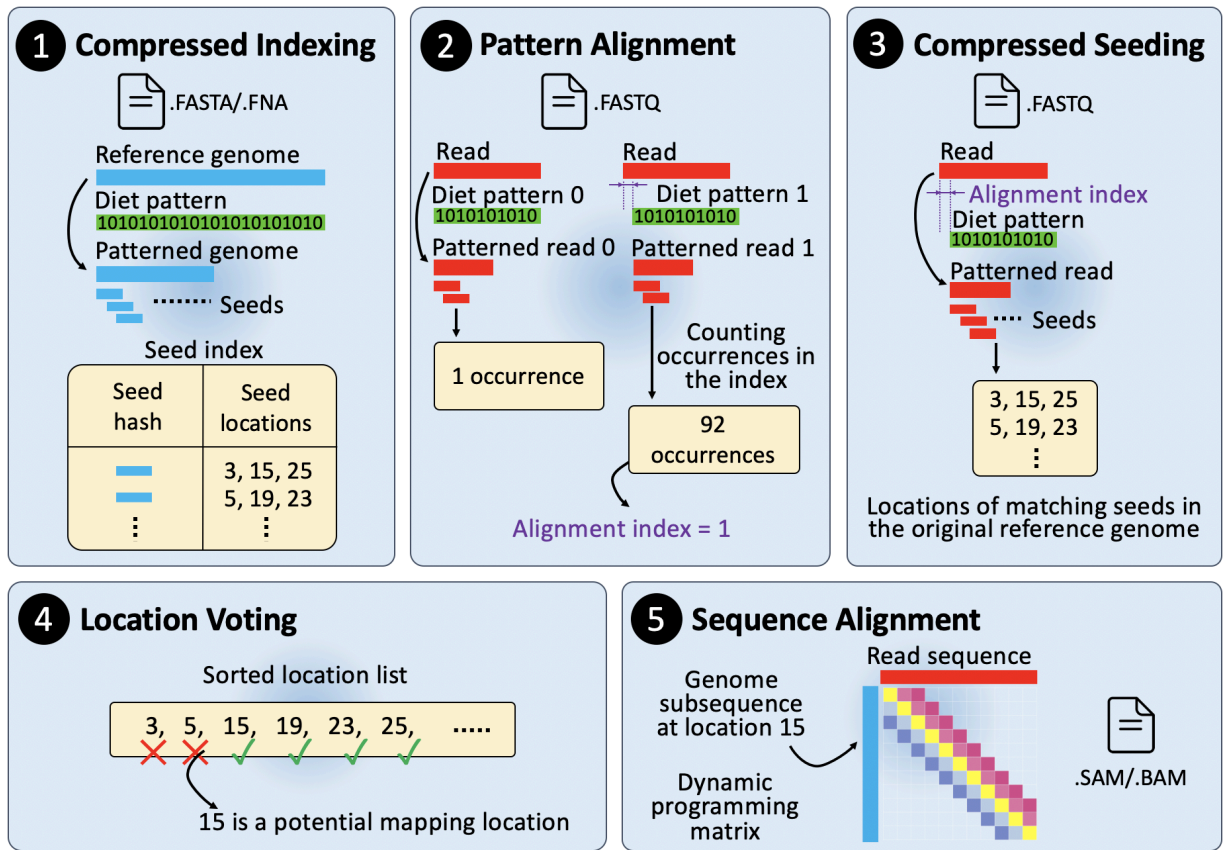 1 Compressed Indexing
.FASTA/.FNA
Reference genome
Diet pattern
1010101010101010101010
Patterned genome
Seeds
Seed index
Seed hash
Seed locations
3, 15, 25
5, 19, 23
2 Pattern Alignment
.FASTQ
Read
Diet pattern 0
1010101010
Patterned read 0
1 occurrence
Read
Diet pattern 1
1010101010
Patterned read 1
Counting
occurrences in
the index
92
occurrences
Alignment index = 1
3 Compressed Seeding
.FASTQ
Read
Alignment index
Diet pattern
1010101010
Patterned read
Seeds
3, 15, 25
5, 19, 23
Locations of matching seeds in
the original reference genome
4 Location Voting
Sorted location list
3, 5, 15, 19, 23, 25, .....
15 is a potential mapping location
5 Sequence Alignment
Read sequence
Genome
subsequence
at location 15
Dynamic
programming
matrix
.SAM/.BAM